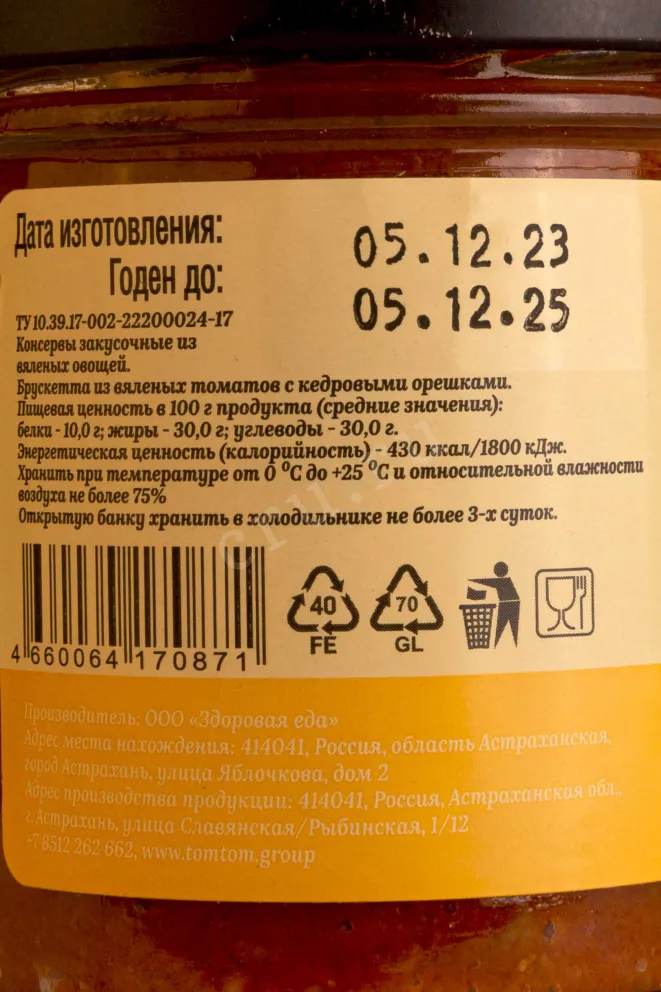 Дата изготовления: 05.12.23
Годен до: 05.12.25
ТУ 10.39.17-002-22200024-17
Консервы закусочные из
вяленых овощей.
Брускетта из вяленых томатов с кедровыми орешками.
Пищевая ценность в 100 г продукта (средние значения):
белки - 10,0 г; жиры - 30,0 г; углеводы - 30,0 г.
Энергетическая ценность (калорийность) - 430 ккал/1800 кДж.
Хранить при температуре от 0 °С до +25 °С и относительной влажности
воздуха не более 75%
Открытую банку хранить в холодильнике не более 3-х суток.
40 70
FE GL
4 660064 170871
Производитель: ООО «Здоровая еда»
Адрес места нахождения: 414041, Россия, область Астраханская,
город Астрахань, улица Яблочкова, дом 2
Адрес производства продукции: 414041, Россия, Астраханская обл.,
г. Астрахань, улица Славянская/Рыбинская, 1/12
+7 8512 262 662, www.tomtom.group